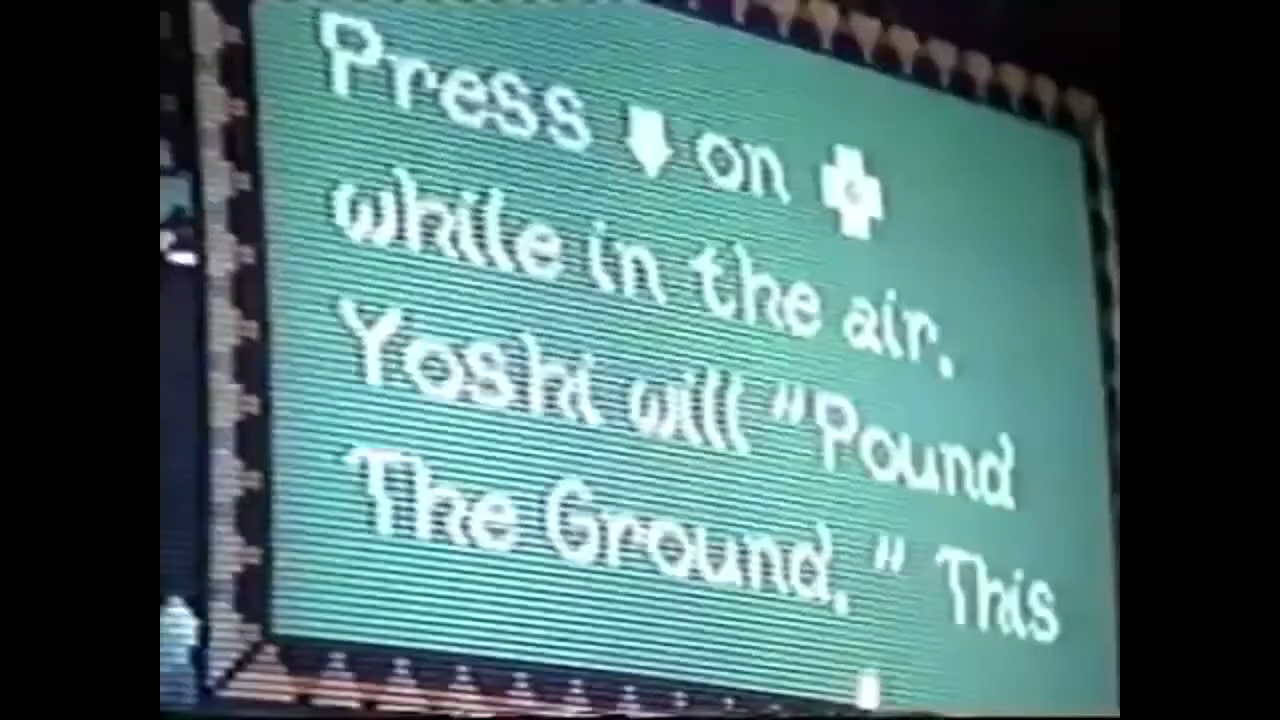 Press ⬇ on ✚
while in the air.
Yoshi will "Pound
The Ground." This